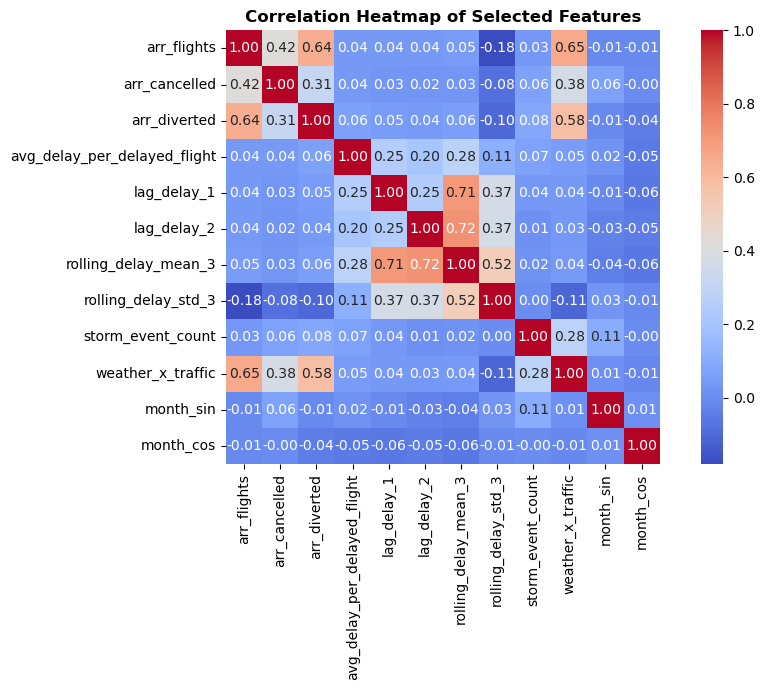 Correlation Heatmap of Selected Features
arr_flights 1.00 0.42 0.64 0.04 0.04 0.04 0.05 -0.18 0.03 0.65 -0.01 -0.01
arr_cancelled 0.42 1.00 0.31 0.04 0.03 0.02 0.03 -0.08 0.06 0.38 0.06 -0.00
arr_diverted 0.64 0.31 1.00 0.06 0.05 0.04 0.06 -0.10 0.08 0.58 -0.01 -0.04
avg_delay_per_delayed_flight 0.04 0.04 0.06 1.00 0.25 0.20 0.28 0.11 0.07 0.05 0.02 -0.05
lag_delay_1 0.04 0.03 0.05 0.25 1.00 0.25 0.71 0.37 0.04 0.04 -0.01 -0.06
lag_delay_2 0.04 0.02 0.04 0.20 0.25 1.00 0.72 0.37 0.01 0.03 -0.03 -0.05
rolling_delay_mean_3 0.05 0.03 0.06 0.28 0.71 0.72 1.00 0.52 0.02 0.04 -0.04 -0.06
rolling_delay_std_3 -0.18 -0.08 -0.10 0.11 0.37 0.37 0.52 1.00 0.00 -0.11 0.03 -0.01
storm_event_count 0.03 0.06 0.08 0.07 0.04 0.01 0.02 0.00 1.00 0.28 0.11 -0.00
weather_x_traffic 0.65 0.38 0.58 0.05 0.04 0.03 0.04 -0.11 0.28 1.00 0.01 -0.01
month_sin -0.01 0.06 -0.01 0.02 -0.01 -0.03 -0.04 0.03 0.11 0.01 1.00 0.01
month_cos -0.01 -0.00 -0.04 -0.05 -0.06 -0.05 -0.06 -0.01 -0.00 -0.01 0.01 1.00
arr_flights
arr_cancelled
arr_diverted
avg_delay_per_delayed_flight
lag_delay_1
lag_delay_2
rolling_delay_mean_3
rolling_delay_std_3
storm_event_count
weather_x_traffic
month_sin
month_cos
1.0
0.8
0.6
0.4
0.2
0.0